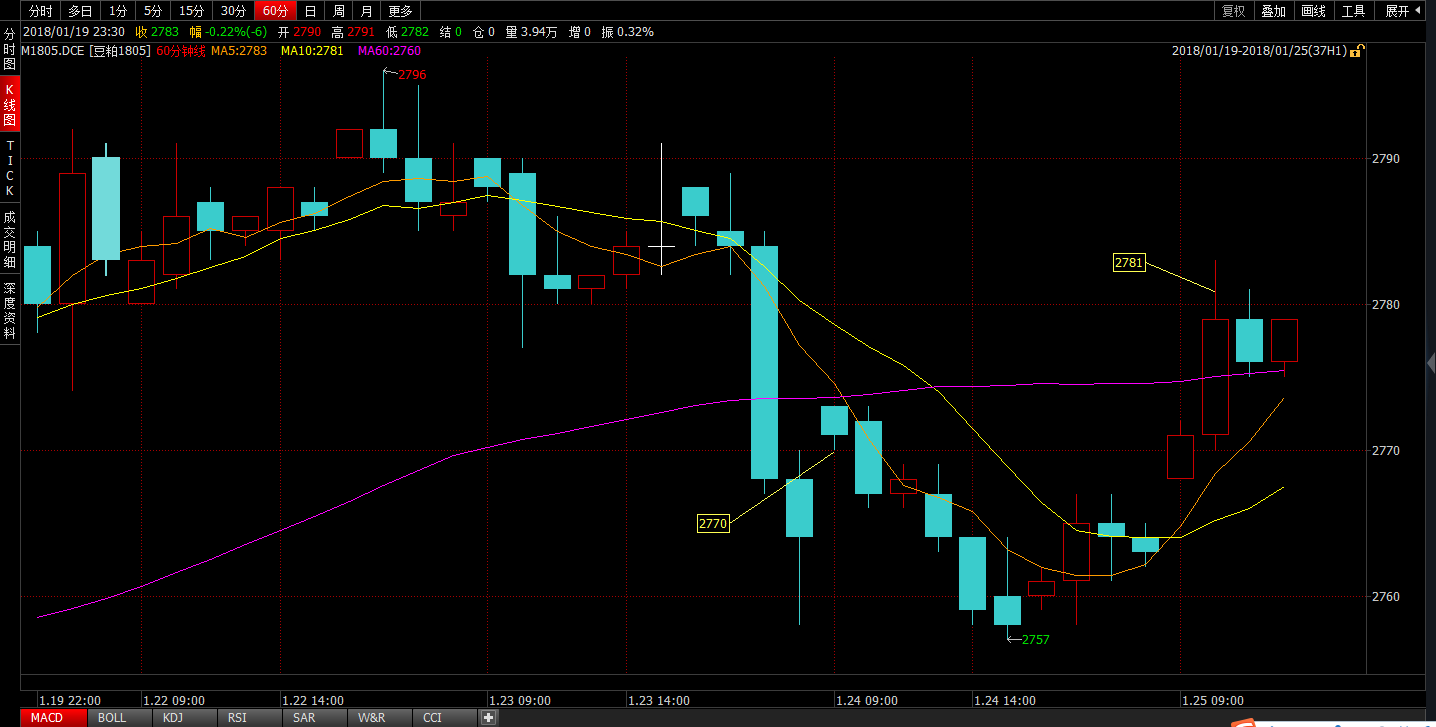 分时 多日 1分 5分 15分 30分 60分 日 周 月 更多 复权 叠加 画线 工具 展开
2018/01/19 23:30 收 2783 幅 -0.22%(-6) 开 2790 高 2791 低 2782 结 0 仓 0 量 3.94万 增 0 振 0.32%
M1805.DCE [豆粕1805] 60分钟线 MA5:2783 MA10:2781 MA60:2760 2018/01/19-2018/01/25(37H1)
分时图
K线图
TICK
成交明细
深度资料
2796
2790
2781
2780
2770
2770
2760
2757
1.19 22:00 1.22 09:00 1.22 14:00 1.23 09:00 1.23 14:00 1.24 09:00 1.24 14:00 1.25 09:00
MACD BOLL KDJ RSI SAR W&R CCI